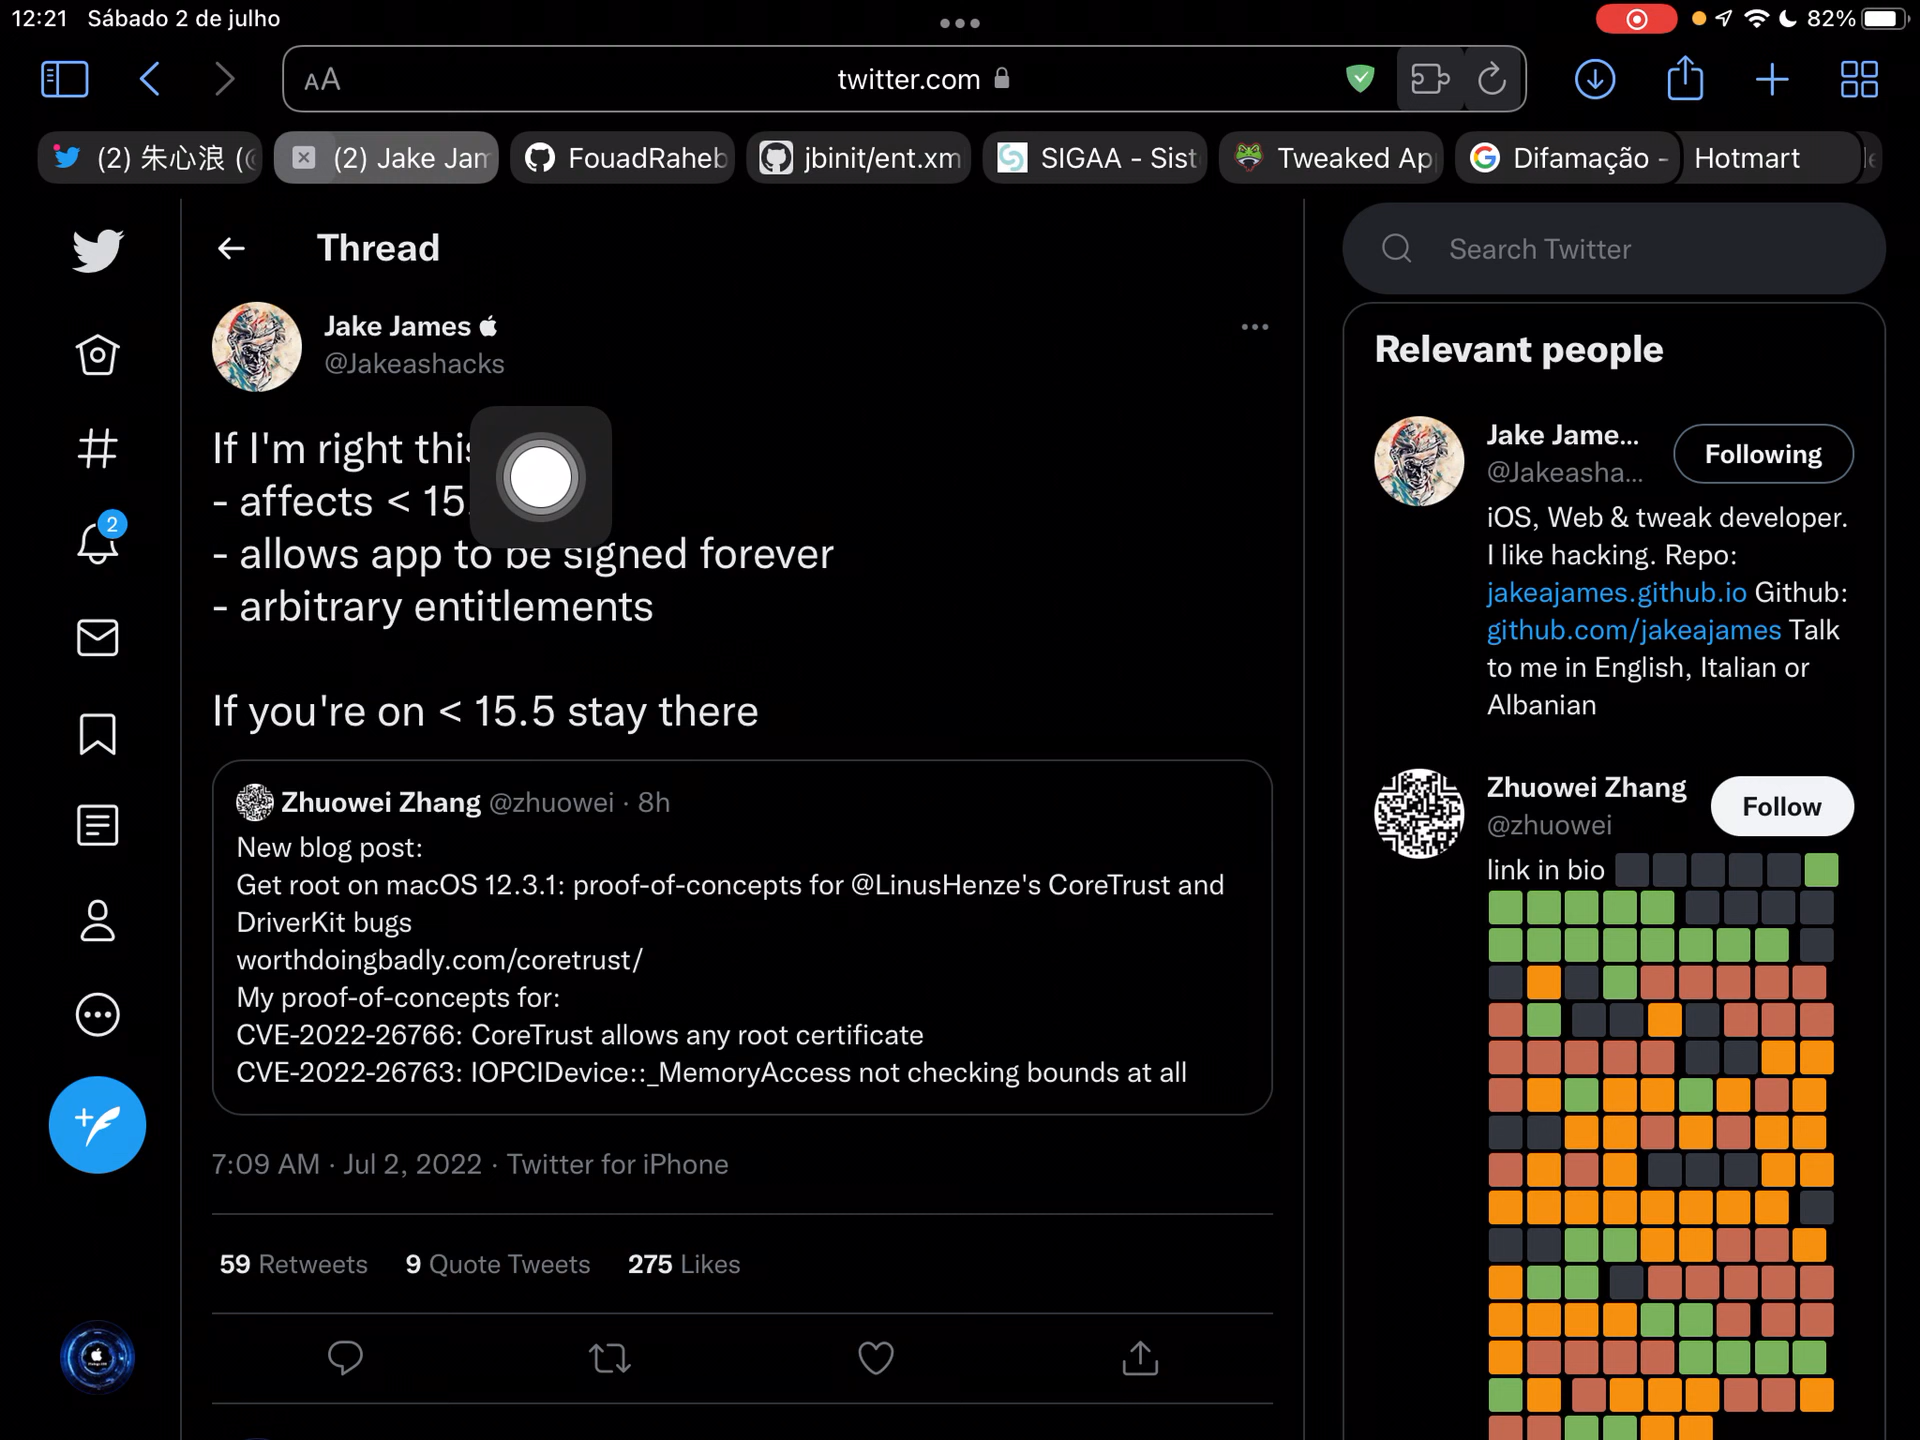 12:21 Sábado 2 de julho
82%
AA
twitter.com
(2) 朱心浪 (@
(2) Jake Jam
FouadRaheb
jbinit/ent.xm
SIGAA - Sist
Tweaked Ap
Difamação -
Hotmart
Thread
Search Twitter
Jake James
@Jakeashacks
If I'm right this
- affects < 15.
- allows app to be signed forever
- arbitrary entitlements
If you're on < 15.5 stay there
Zhuowei Zhang @zhuowei · 8h
New blog post:
Get root on macOS 12.3.1: proof-of-concepts for @LinusHenze's CoreTrust and
DriverKit bugs
worthdoingbadly.com/coretrust/
My proof-of-concepts for:
CVE-2022-26766: CoreTrust allows any root certificate
CVE-2022-26763: IOPCIDevice::_MemoryAccess not checking bounds at all
7:09 AM · Jul 2, 2022 · Twitter for iPhone
59 Retweets 9 Quote Tweets 275 Likes
2
Relevant people
Jake Jame...
@Jakeasha...
Following
iOS, Web & tweak developer.
I like hacking. Repo:
jakeajames.github.io Github:
github.com/jakeajames Talk
to me in English, Italian or
Albanian
Zhuowei Zhang
@zhuowei
Follow
link in bio